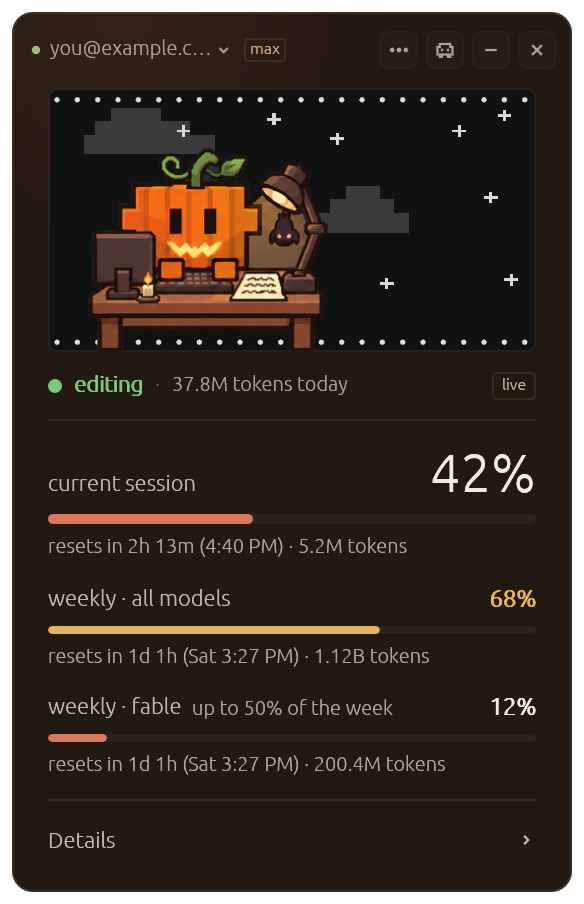 you@example.c... max
editing · 37.8M tokens today live
current session 42%
resets in 2h 13m (4:40 PM) · 5.2M tokens
weekly · all models 68%
resets in 1d 1h (Sat 3:27 PM) · 1.12B tokens
weekly · fable up to 50% of the week 12%
resets in 1d 1h (Sat 3:27 PM) · 200.4M tokens
Details